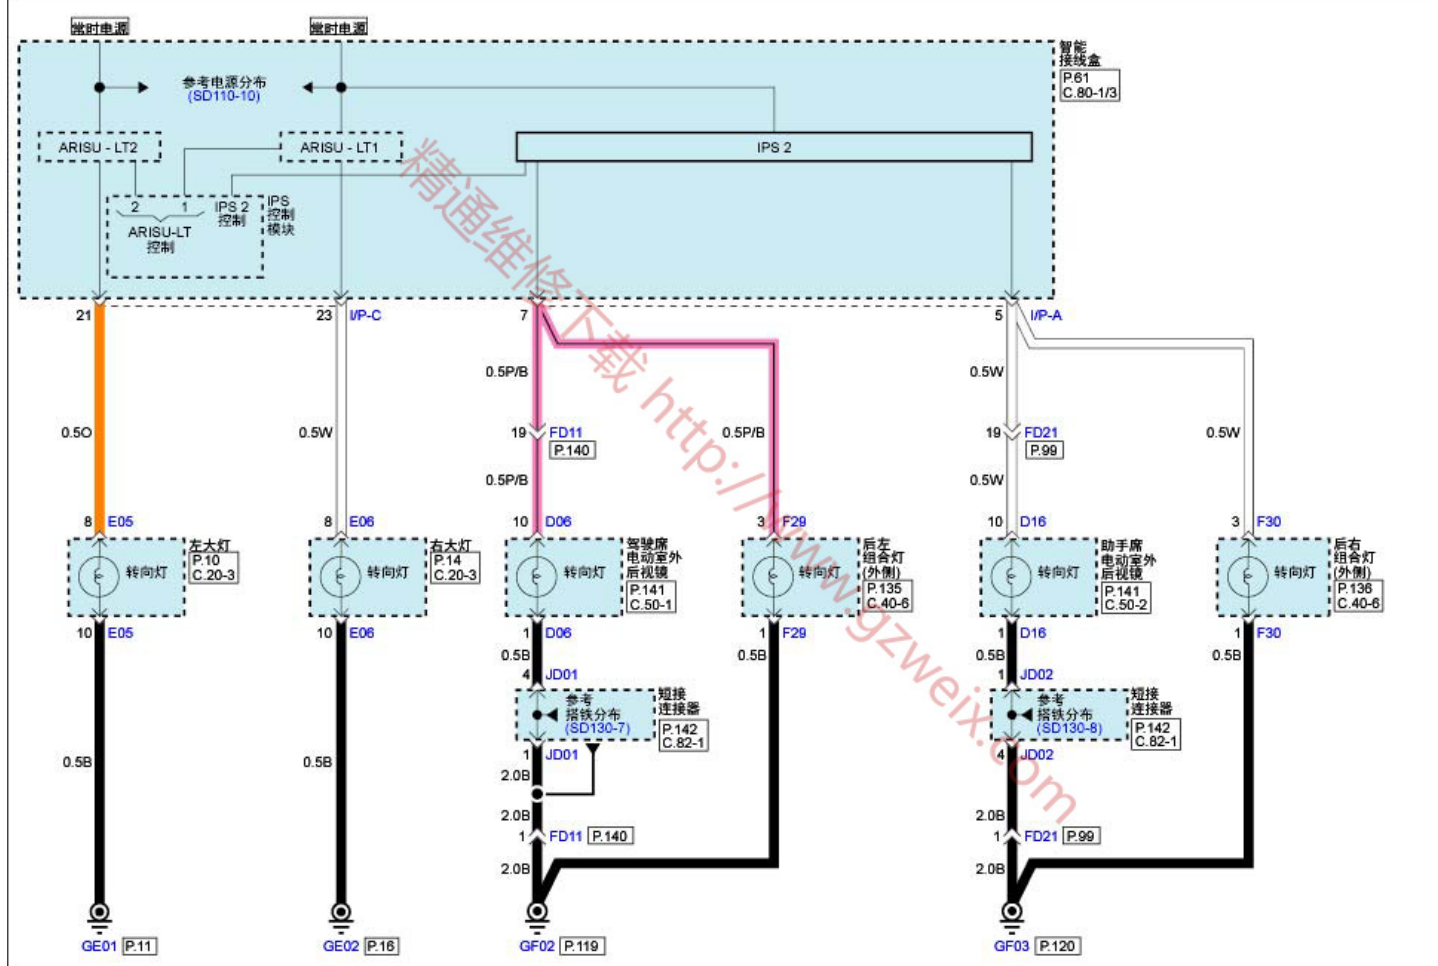 常时电源
常时电源
智能
接线盒
P.61
C.80-1/3
参考电源分布
(SD110-10)
ARISU - LT2
ARISU - LT1
IPS 2
2
1
ARISU-LT
控制
IPS 2
控制
IPS
控制
模块
21
23
I/P-C
7
5
I/P-A
0.5P/B
0.5W
0.5O
0.5W
19
FD11
P.140
0.5P/B
19
FD21
P.99
0.5W
0.5P/B
0.5W
8
E05
8
E06
10
D06
3
F29
10
D16
3
F30
转向灯
左大灯
P.10
C.20-3
转向灯
右大灯
P.14
C.20-3
转向灯
驾驶席
电动室外
后视镜
P.141
C.50-1
转向灯
后左
组合灯
(外侧)
P.135
C.40-6
转向灯
助手席
电动室外
后视镜
P.141
C.50-2
转向灯
后右
组合灯
(外侧)
P.136
C.40-6
10
E05
10
E06
1
D06
1
F29
1
D16
1
F30
0.5B
0.5B
0.5B
0.5B
4
JD01
1
JD02
参考
搭铁分布
(SD130-7)
短接
连接器
P.142
C.82-1
参考
搭铁分布
(SD130-8)
短接
连接器
P.142
C.82-1
0.5B
0.5B
1
JD01
4
JD02
2.0B
2.0B
2.0B
1
FD11
P.140
1
FD21
P.99
2.0B
2.0B
GE01
P.11
GE02
P.16
GF02
P.119
GF03
P.120
精通维修下载 http://www.gzweix.com